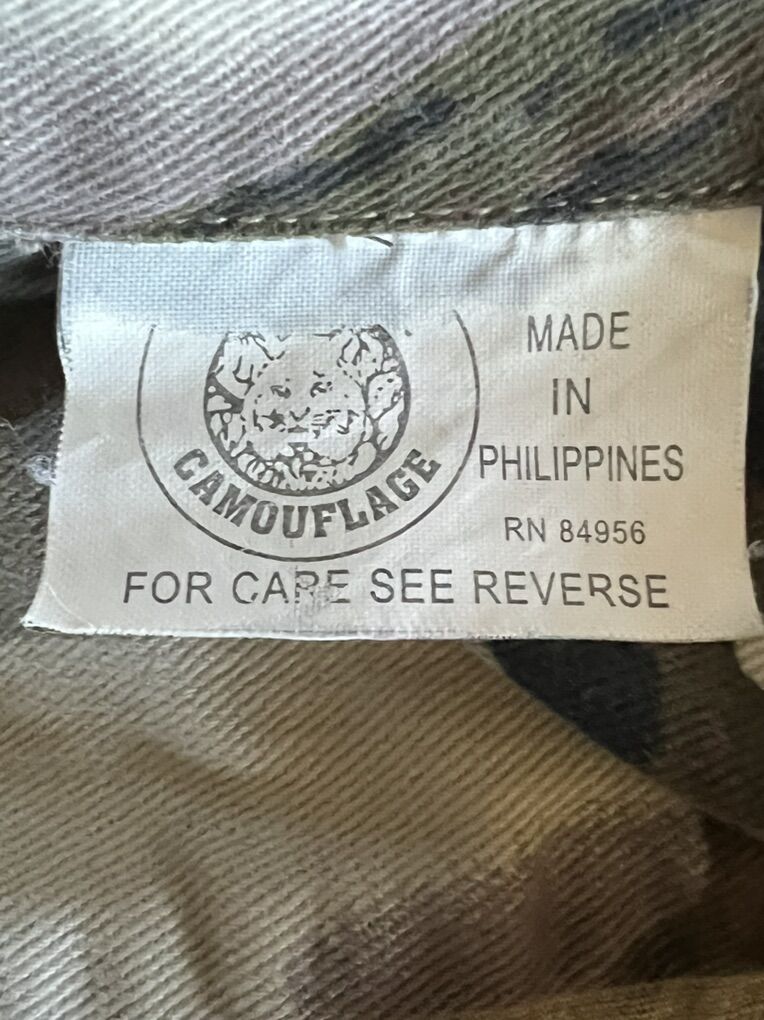 CAMOUFLAGE
MADE
IN
PHILIPPINES
RN 84956
FOR CARE SEE REVERSE